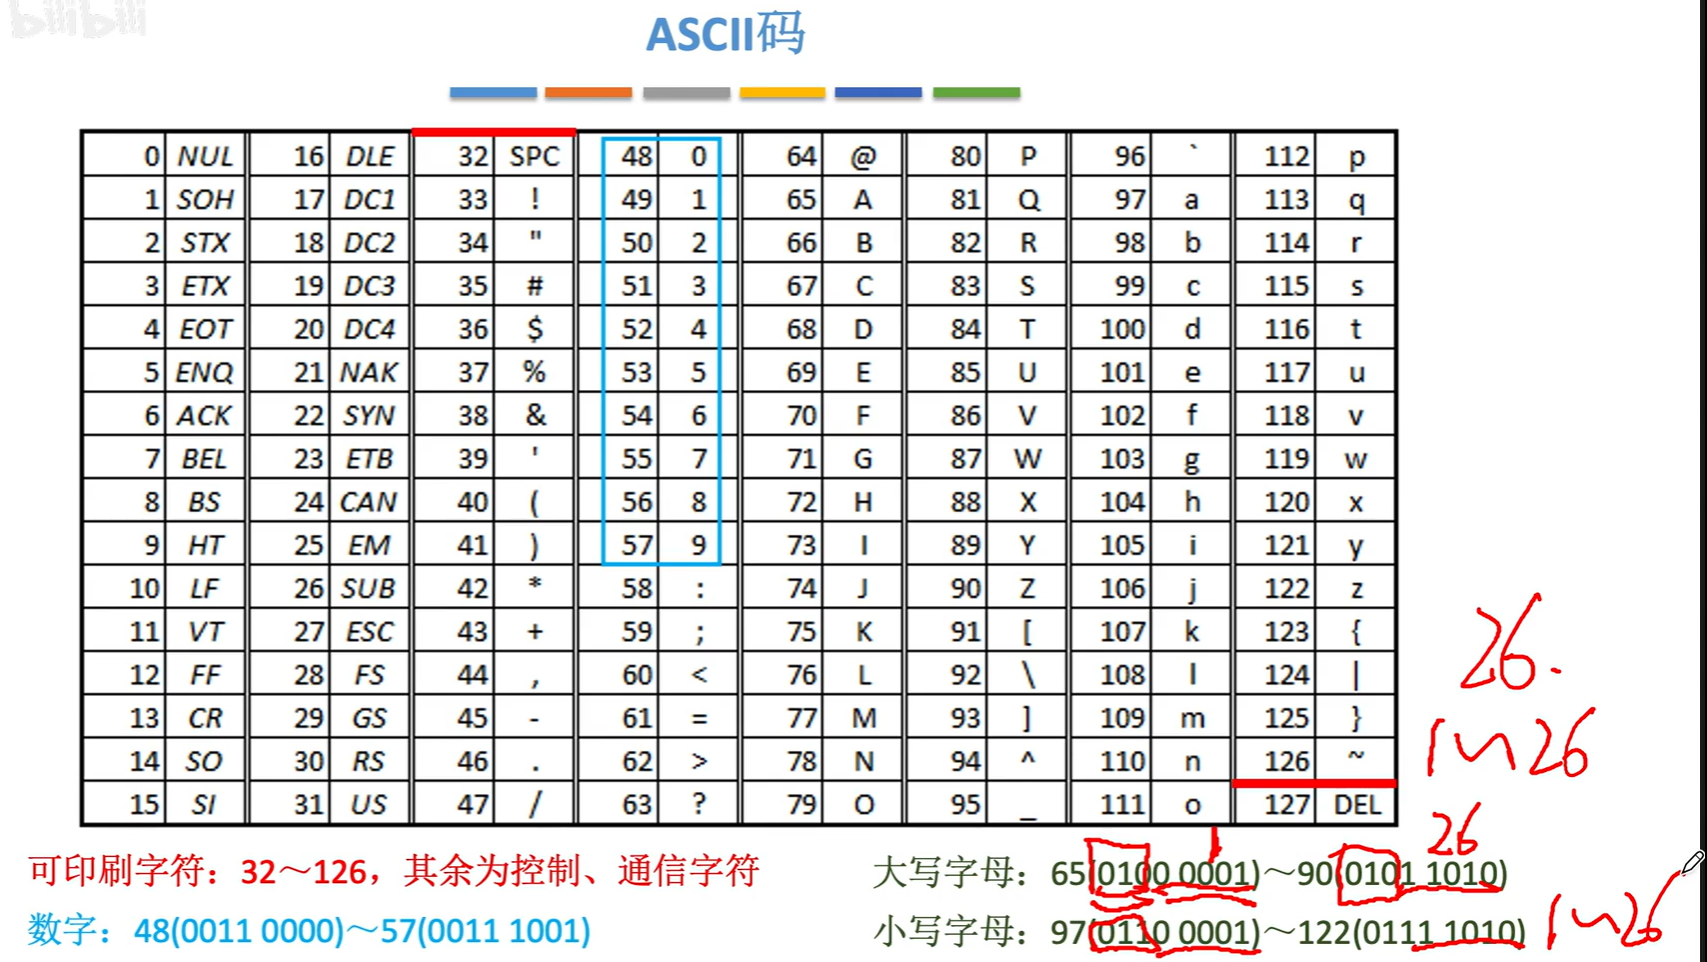 bilibili
ASCII码
0 NUL 16 DLE 32 SPC 48 0 64 @ 80 P 96 ` 112 p
1 SOH 17 DC1 33 ! 49 1 65 A 81 Q 97 a 113 q
2 STX 18 DC2 34 " 50 2 66 B 82 R 98 b 114 r
3 ETX 19 DC3 35 # 51 3 67 C 83 S 99 c 115 s
4 EOT 20 DC4 36 $ 52 4 68 D 84 T 100 d 116 t
5 ENQ 21 NAK 37 % 53 5 69 E 85 U 101 e 117 u
6 ACK 22 SYN 38 & 54 6 70 F 86 V 102 f 118 v
7 BEL 23 ETB 39 ' 55 7 71 G 87 W 103 g 119 w
8 BS 24 CAN 40 ( 56 8 72 H 88 X 104 h 120 x
9 HT 25 EM 41 ) 57 9 73 I 89 Y 105 i 121 y
10 LF 26 SUB 42 * 58 : 74 J 90 Z 106 j 122 z
11 VT 27 ESC 43 + 59 ; 75 K 91 [ 107 k 123 {
12 FF 28 FS 44 , 60 < 76 L 92 \ 108 l 124 |
13 CR 29 GS 45 - 61 = 77 M 93 ] 109 m 125 }
14 SO 30 RS 46 . 62 > 78 N 94 ^ 110 n 126 ~
15 SI 31 US 47 / 63 ? 79 O 95 _ 111 o 127 DEL
26.
1~26
26
可印刷字符：32～126，其余为控制、通信字符
大写字母：65(0100 0001)～90(0101 1010)
1
数字：48(0011 0000)～57(0011 1001)
小写字母：97(0110 0001)～122(0111 1010)
1~26